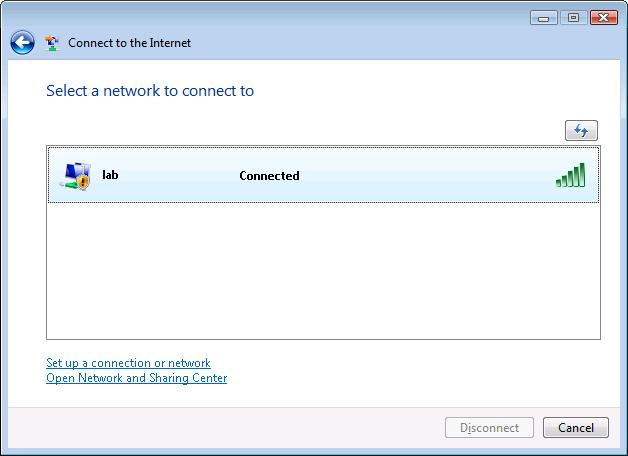 Connect to the Internet
Select a network to connect to
lab Connected
Set up a connection or network
Open Network and Sharing Center
Disconnect Cancel